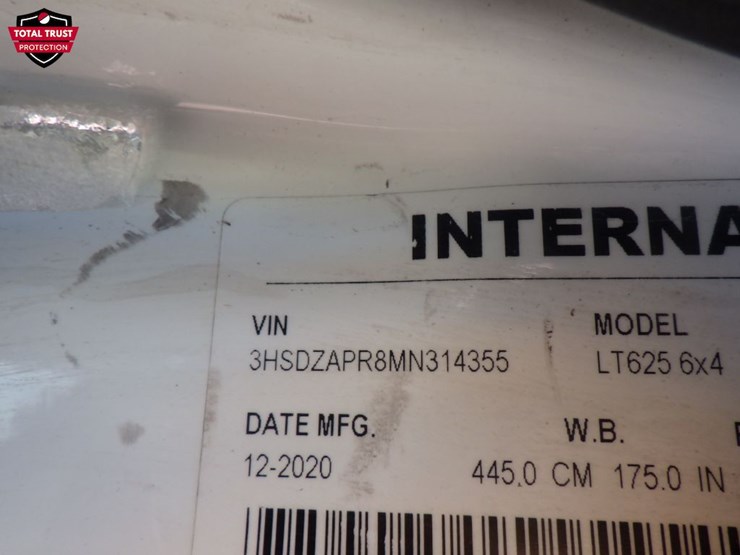 TOTAL TRUST
PROTECTION
INTERNA
VIN
MODEL
3HSDZAPR8MN314355
LT625 6x4
DATE MFG.
W.B.
12-2020
445.0 CM 175.0 IN